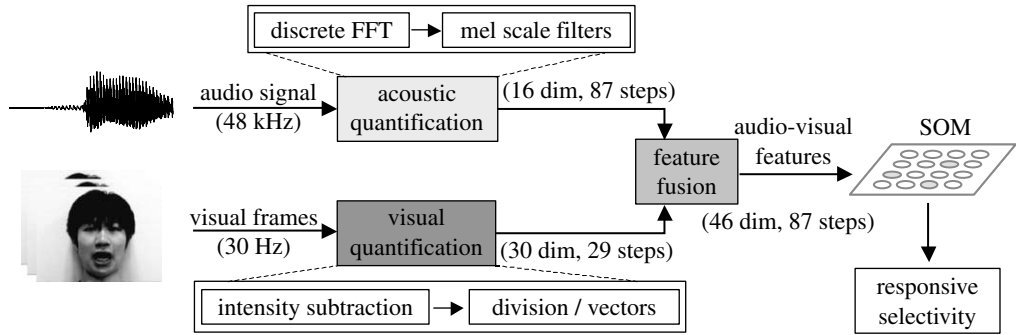 discrete FFT
mel scale filters
audio signal
(48 kHz)
acoustic
quantification
(16 dim, 87 steps)
feature
fusion
audio-visual
features
SOM
visual frames
(30 Hz)
visual
quantification
(30 dim, 29 steps)
(46 dim, 87 steps)
intensity subtraction
division / vectors
responsive
selectivity